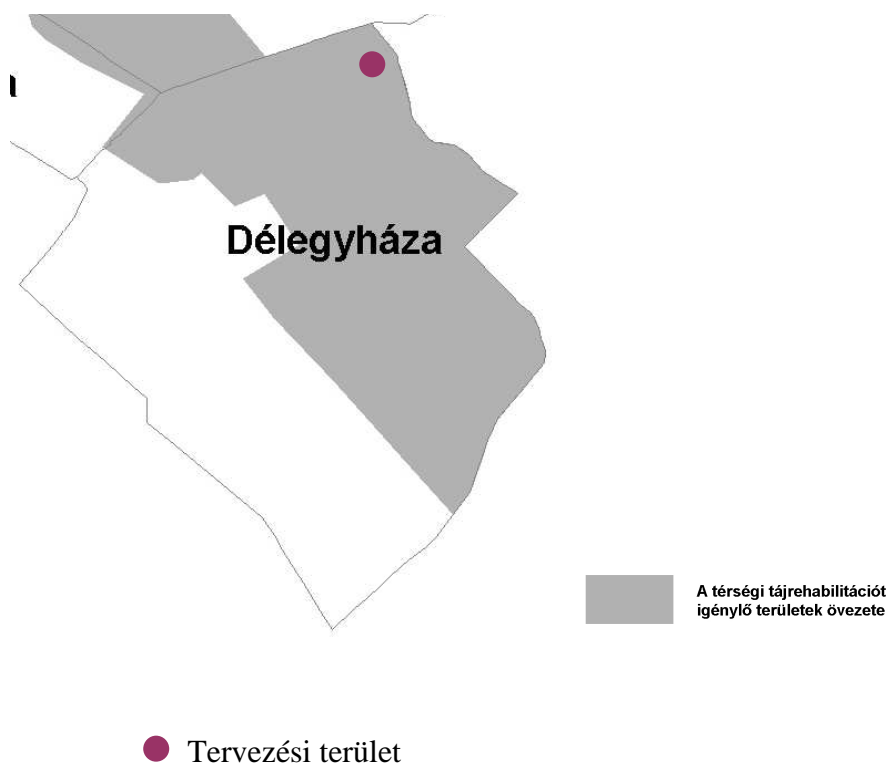 a
Délegyháza
A térségi tájrehabilitációt
igénylő területek övezete
Tervezési terület